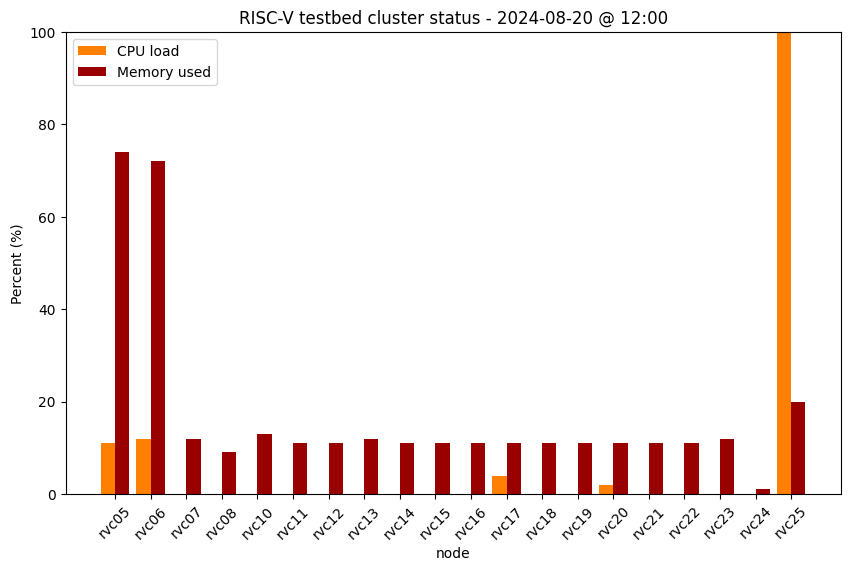 RISC-V testbed cluster status - 2024-08-20 @ 12:00
CPU load
Memory used
Percent (%)
100
80
60
40
20
0
rvc05
rvc06
rvc07
rvc08
rvc10
rvc11
rvc12
rvc13
rvc14
rvc15
rvc16
rvc17
rvc18
rvc19
rvc20
rvc21
rvc22
rvc23
rvc24
rvc25
node